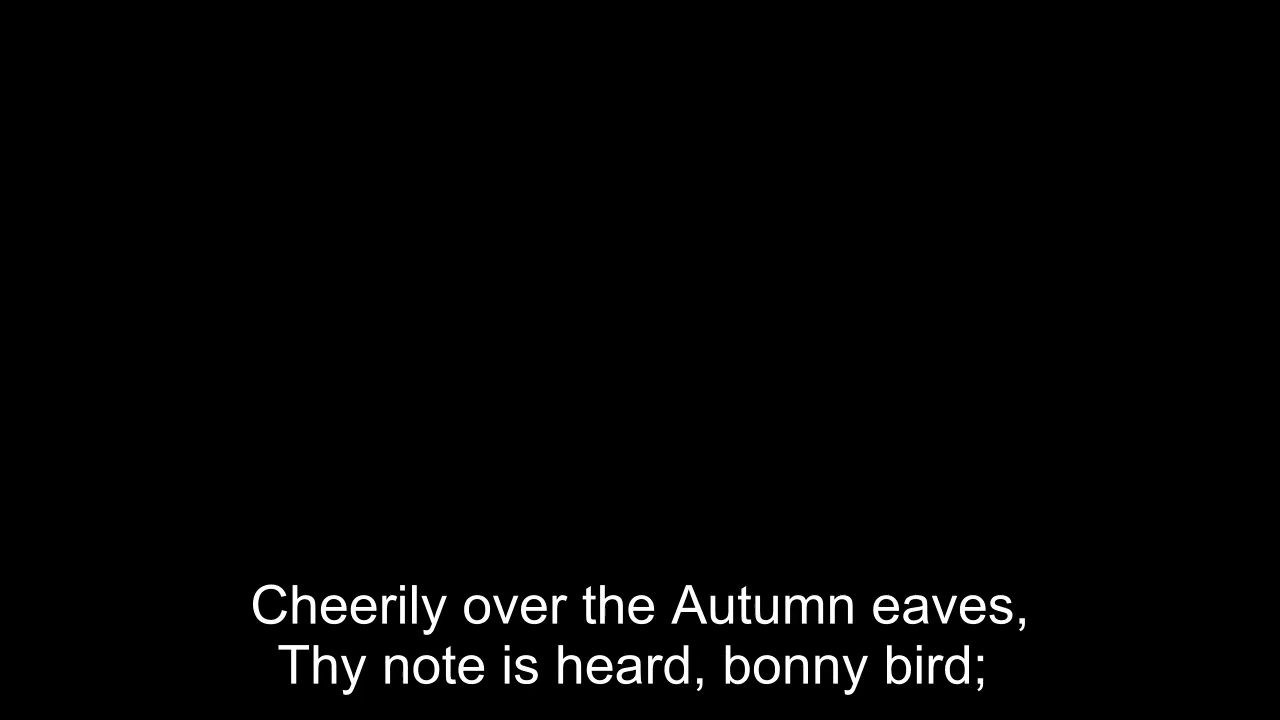 Cheerily over the Autumn eaves,
Thy note is heard, bonny bird;